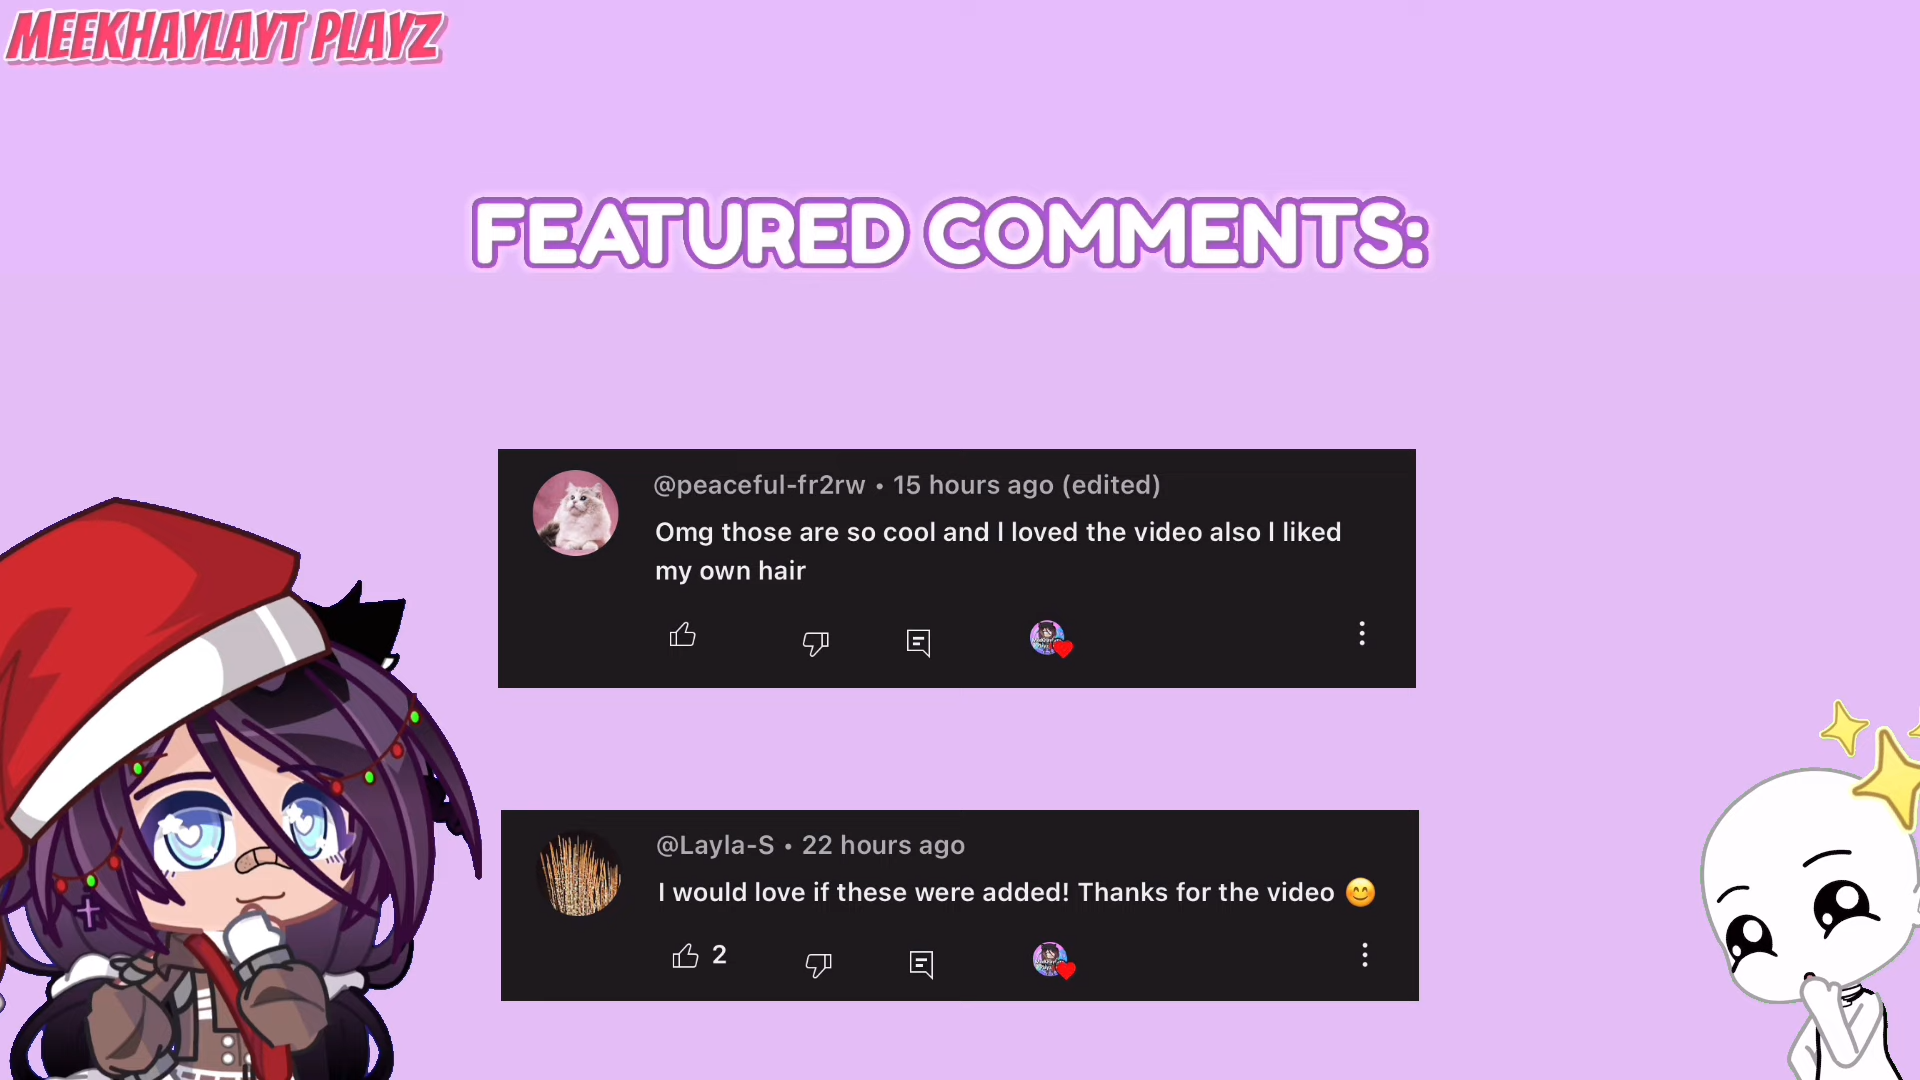 MEEKHAYLAYT PLAYZ
FEATURED COMMENTS:
@peaceful-fr2rw • 15 hours ago (edited)
Omg those are so cool and I loved the video also I liked
my own hair
@Layla-S • 22 hours ago
I would love if these were added! Thanks for the video 😊
2